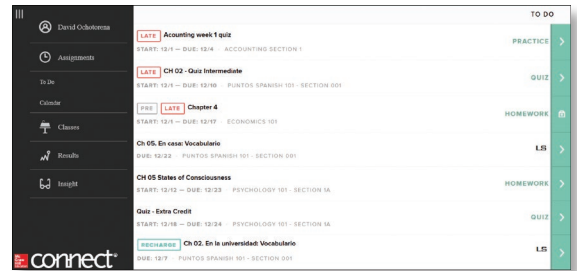 TO DO
David Ochotorena
Assignments
To Do
Calendar
Classes
Results
Insight
McGraw Hill Education
connect®
LATE Acounting week 1 quiz
START: 12/1 — DUE: 12/4 · ACCOUNTING SECTION 1
PRACTICE
LATE CH 02 - Quiz Intermediate
START: 12/1 — DUE: 12/10 · PUNTOS SPANISH 101 - SECTION 001
QUIZ
PRE LATE Chapter 4
START: 12/1 — DUE: 12/17 · ECONOMICS 101
HOMEWORK
Ch 05. En casa: Vocabulario
DUE: 12/22 · PUNTOS SPANISH 101 - SECTION 001
LS
CH 05 States of Consciousness
START: 12/12 — DUE: 12/23 · PSYCHOLOGY 101 - SECTION 1A
HOMEWORK
Quiz - Extra Credit
START: 12/18 — DUE: 12/24 · PSYCHOLOGY 101 - SECTION 1A
QUIZ
RECHARGE Ch 02. En la universidad: Vocabulario
DUE: 12/7 · PUNTOS SPANISH 101 - SECTION 001
LS